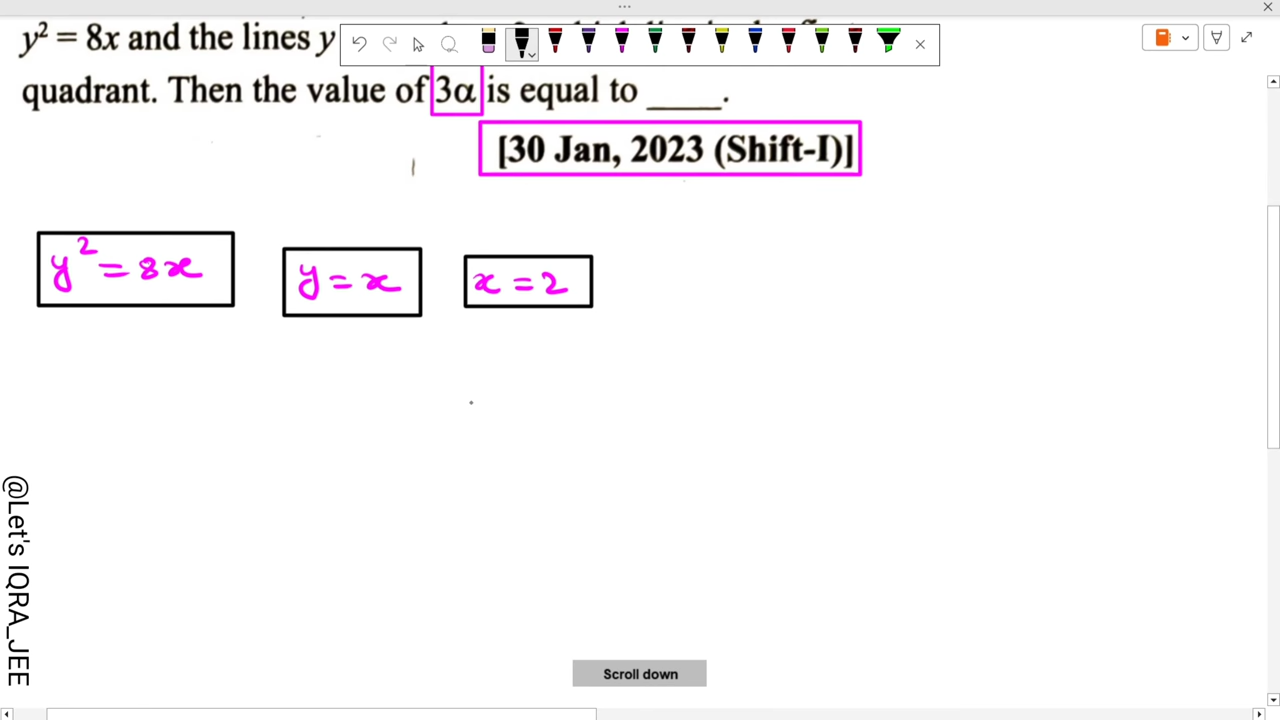 y² = 8x and the lines y
quadrant. Then the value of 3α is equal to _____.
[30 Jan, 2023 (Shift-I)]
y² = 8x
y = x
x = 2
@Let's IQRA_JEE
Scroll down